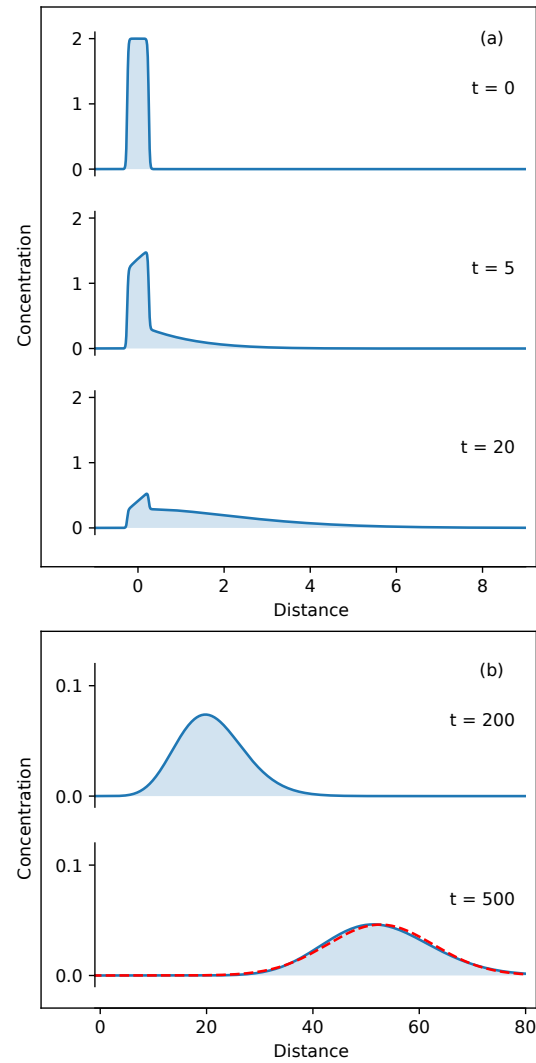 (a)
2
t = 0
1
0
2
t = 5
1
0
2
t = 20
1
0
Concentration
0 2 4 6 8
Distance
(b)
0.1
t = 200
0.0
0.1
t = 500
0.0
Concentration
0 20 40 60 80
Distance